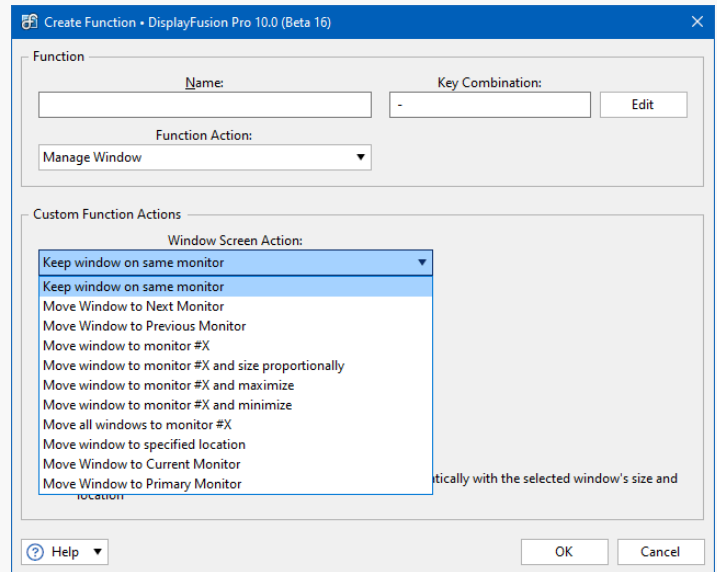 Create Function • DisplayFusion Pro 10.0 (Beta 16)
Function
Name:
Key Combination:
-
Edit
Function Action:
Manage Window
Custom Function Actions
Window Screen Action:
Keep window on same monitor
Keep window on same monitor
Move Window to Next Monitor
Move Window to Previous Monitor
Move window to monitor #X
Move window to monitor #X and size proportionally
Move window to monitor #X and maximize
Move window to monitor #X and minimize
Move all windows to monitor #X
Move window to specified location
Move Window to Current Monitor
Move Window to Primary Monitor
with the selected window's size and
location
? Help
OK
Cancel